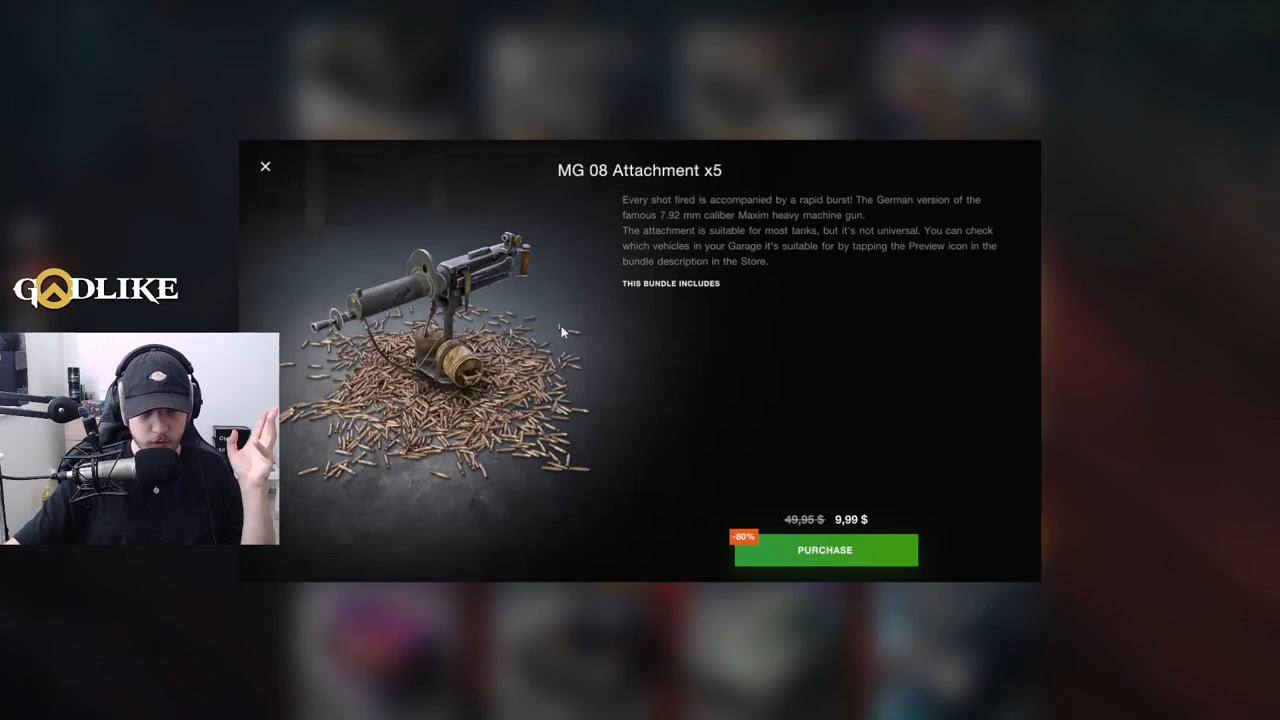 MG 08 Attachment x5
Every shot fired is accompanied by a rapid burst! The German version of the
famous 7.92 mm caliber Maxim heavy machine gun.
The attachment is suitable for most tanks, but it's not universal. You can check
which vehicles in your Garage it's suitable for by tapping the Preview icon in the
bundle description in the Store.
THIS BUNDLE INCLUDES
GODLIKE
49,95 $ 9,99 $
-80%
PURCHASE